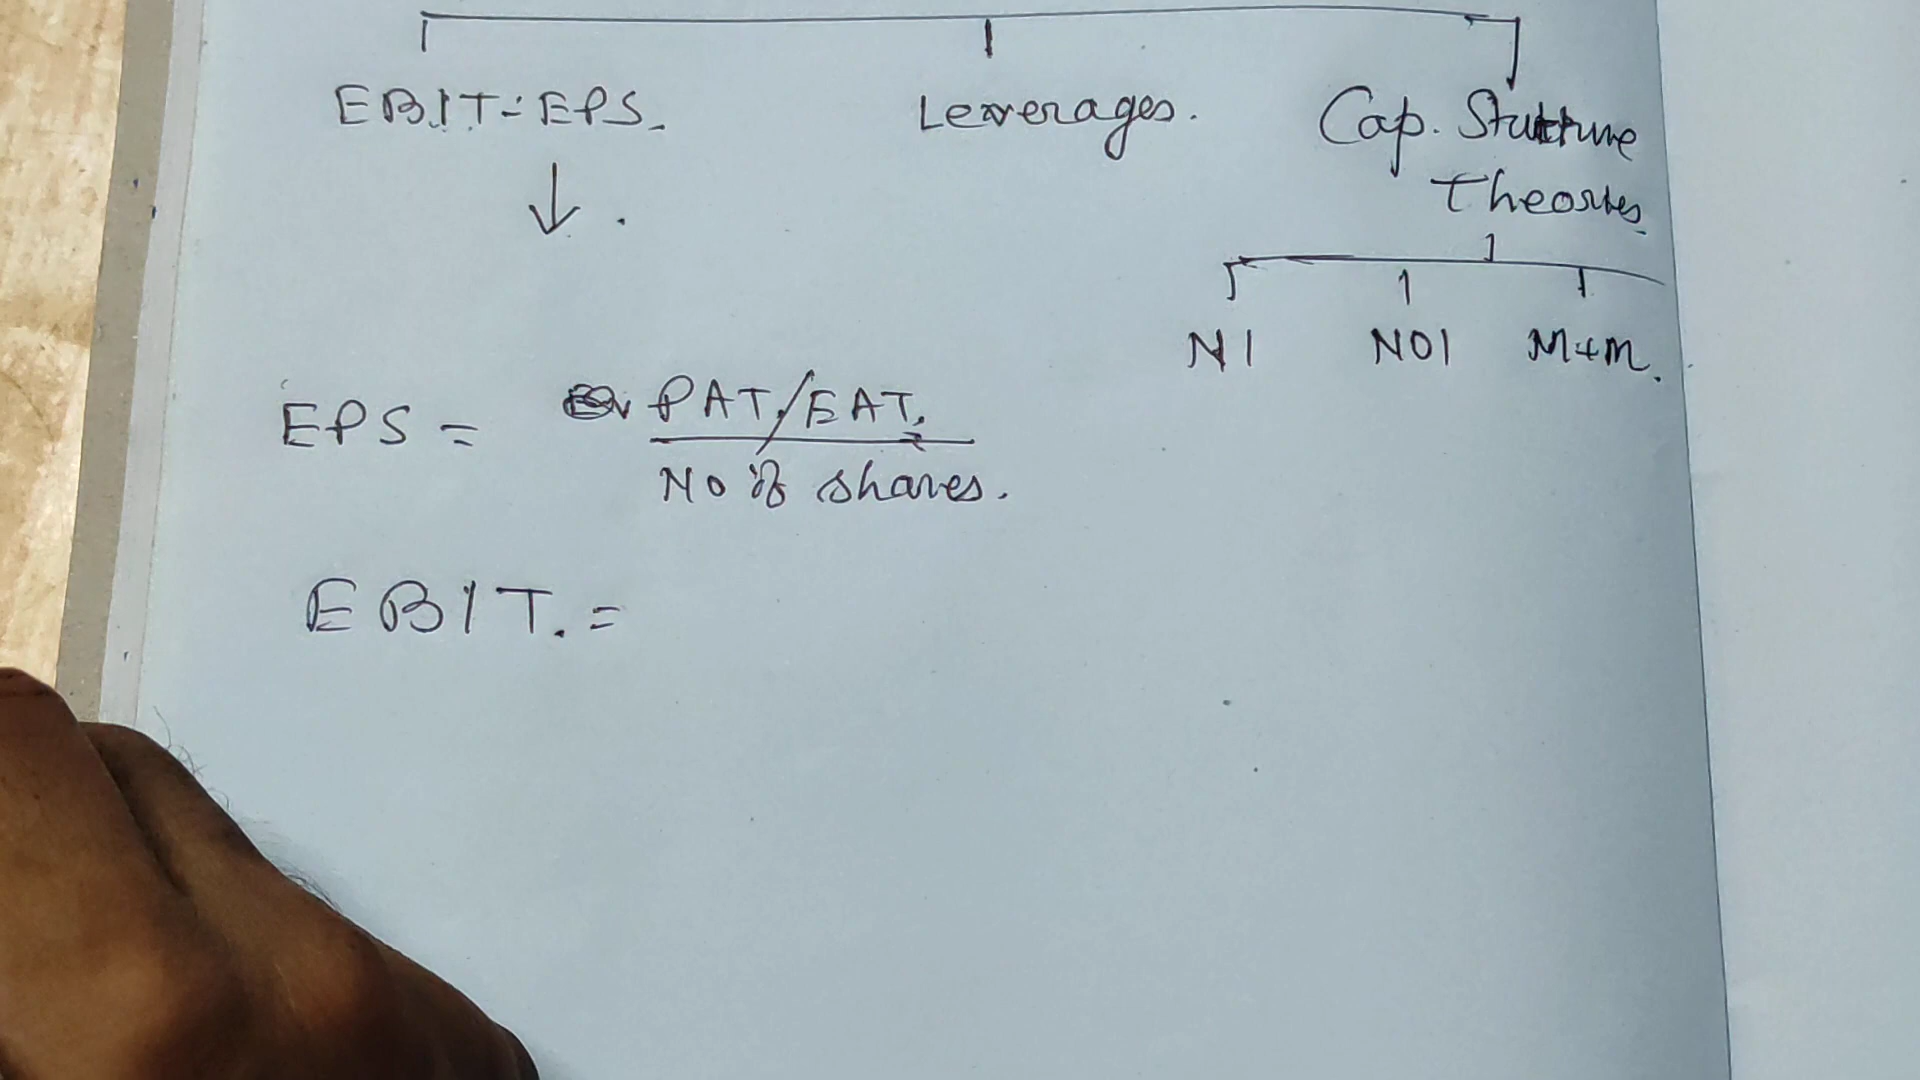 EBIT-EPS. Leverages. Cap. Structure
Theories.
NI NOI M+M.
EPS = PAT/EAT.
No of shares.
EBIT. =